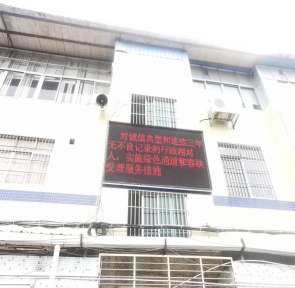 对诚信典型和连续三年
无不良记录的行政相对
人，实施绿色通道和容缺
受理服务措施